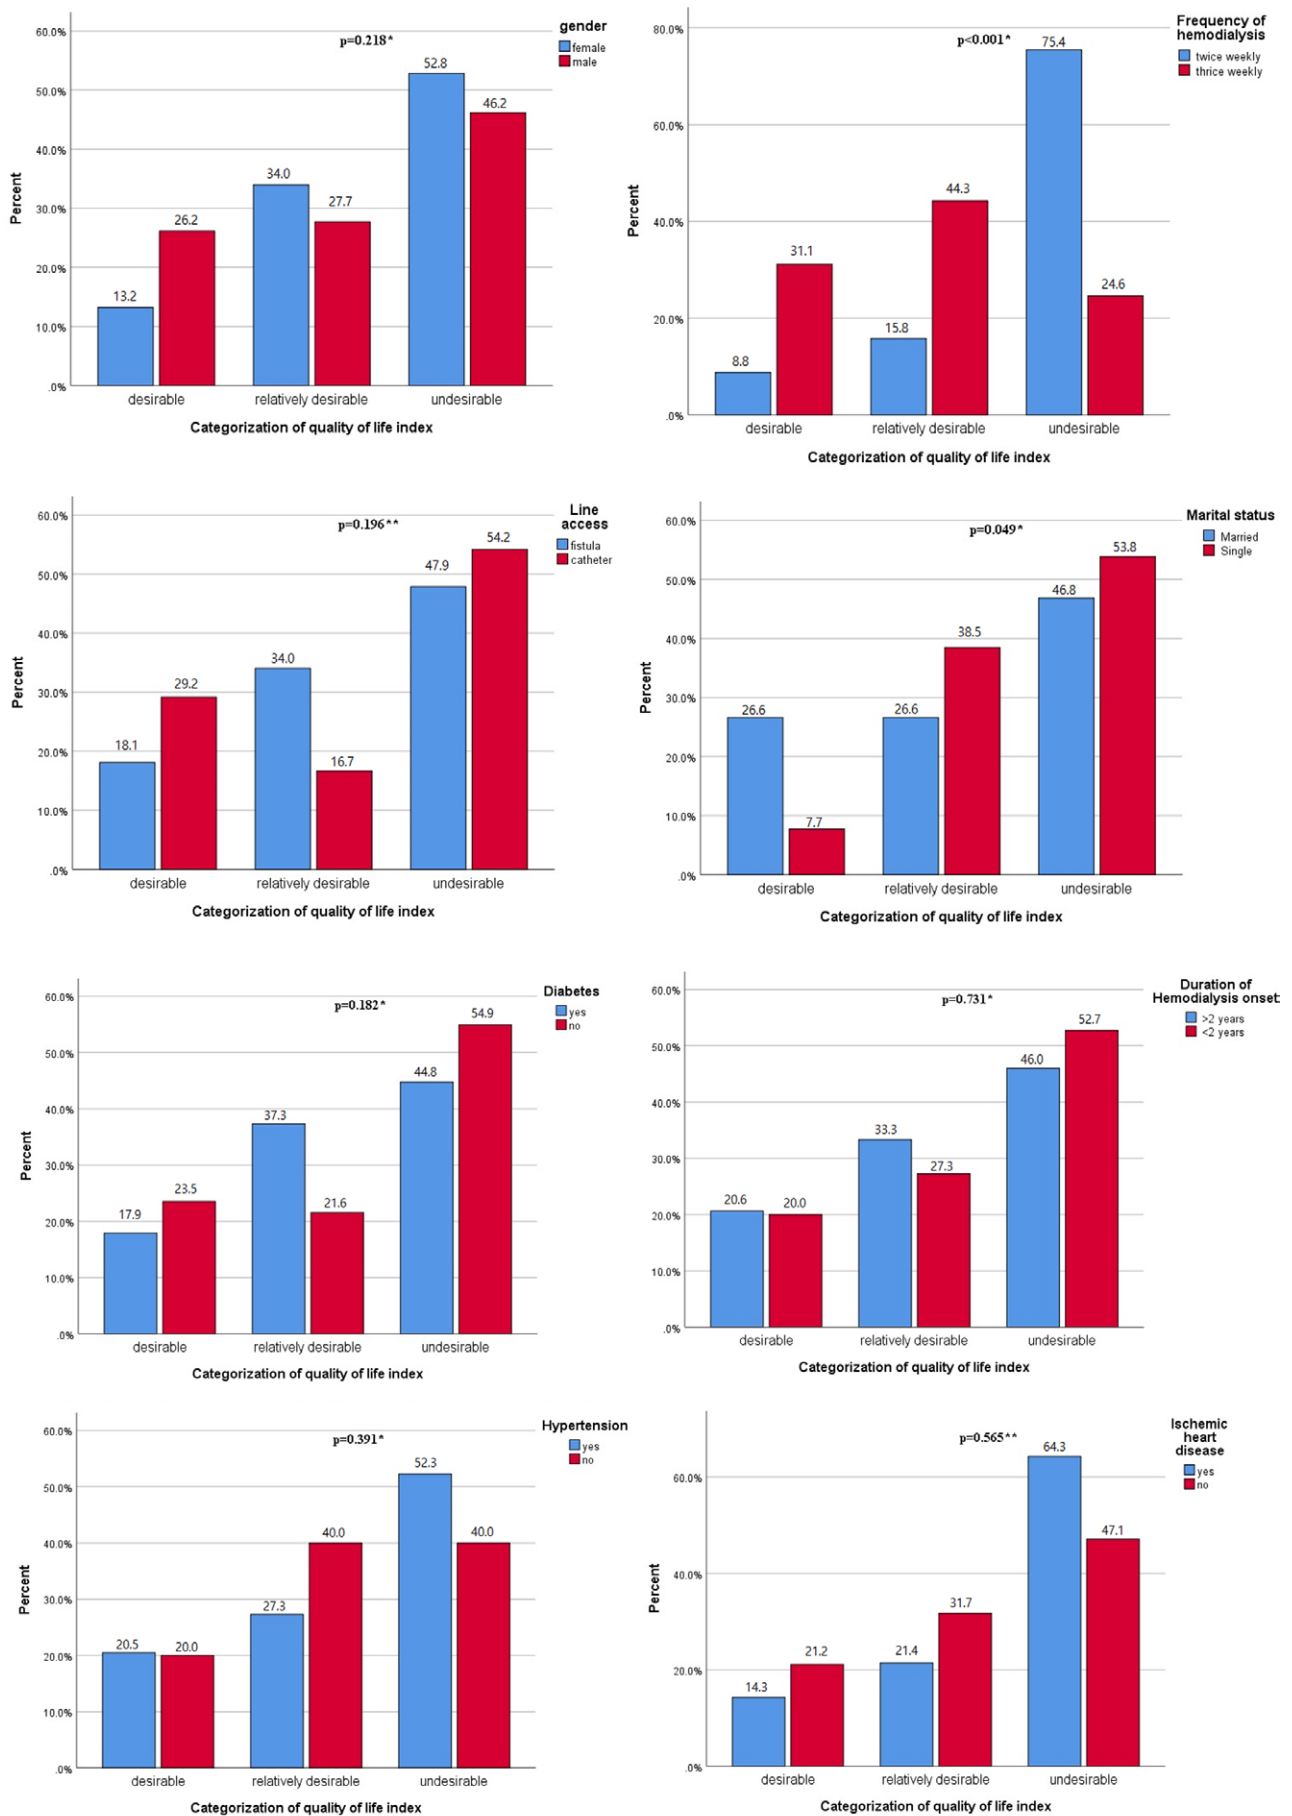 gender
female
male
p=0.218*
60.0%
50.0%
40.0%
30.0%
20.0%
10.0%
.0%
Percent
13.2
26.2
34.0
27.7
52.8
46.2
desirable
relatively desirable
undesirable
Categorization of quality of life index
Frequency of
hemodialysis
twice weekly
thrice weekly
p<0.001*
80.0%
60.0%
40.0%
20.0%
.0%
Percent
8.8
31.1
15.8
44.3
75.4
24.6
desirable
relatively desirable
undesirable
Categorization of quality of life index
Line
access
fistula
catheter
p=0.196**
60.0%
50.0%
40.0%
30.0%
20.0%
10.0%
.0%
Percent
18.1
29.2
34.0
16.7
47.9
54.2
desirable
relatively desirable
undesirable
Categorization of quality of life index
Marital status
Married
Single
p=0.049*
60.0%
50.0%
40.0%
30.0%
20.0%
10.0%
.0%
Percent
26.6
7.7
26.6
38.5
46.8
53.8
desirable
relatively desirable
undesirable
Categorization of quality of life index
Diabetes
yes
no
p=0.182*
60.0%
50.0%
40.0%
30.0%
20.0%
10.0%
.0%
Percent
17.9
23.5
37.3
21.6
44.8
54.9
desirable
relatively desirable
undesirable
Categorization of quality of life index
Duration of
Hemodialysis onset:
>2 years
<2 years
p=0.731*
60.0%
50.0%
40.0%
30.0%
20.0%
10.0%
.0%
Percent
20.6
20.0
33.3
27.3
46.0
52.7
desirable
relatively desirable
undesirable
Categorization of quality of life index
Hypertension
yes
no
p=0.391*
60.0%
50.0%
40.0%
30.0%
20.0%
10.0%
.0%
Percent
20.5
20.0
27.3
40.0
52.3
40.0
desirable
relatively desirable
undesirable
Categorization of quality of life index
Ischemic
heart
disease
yes
no
p=0.565**
60.0%
40.0%
20.0%
.0%
Percent
14.3
21.2
21.4
31.7
64.3
47.1
desirable
relatively desirable
undesirable
Categorization of quality of life index